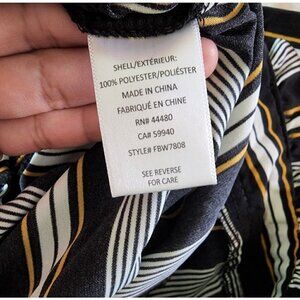 SHELL/EXTÉRIEUR:
100% POLYESTER/POLIÉSTER
MADE IN CHINA
FABRIQUÉ EN CHINE
RN# 44480
CA# 59940
STYLE# FBW7808
SEE REVERSE
FOR CARE